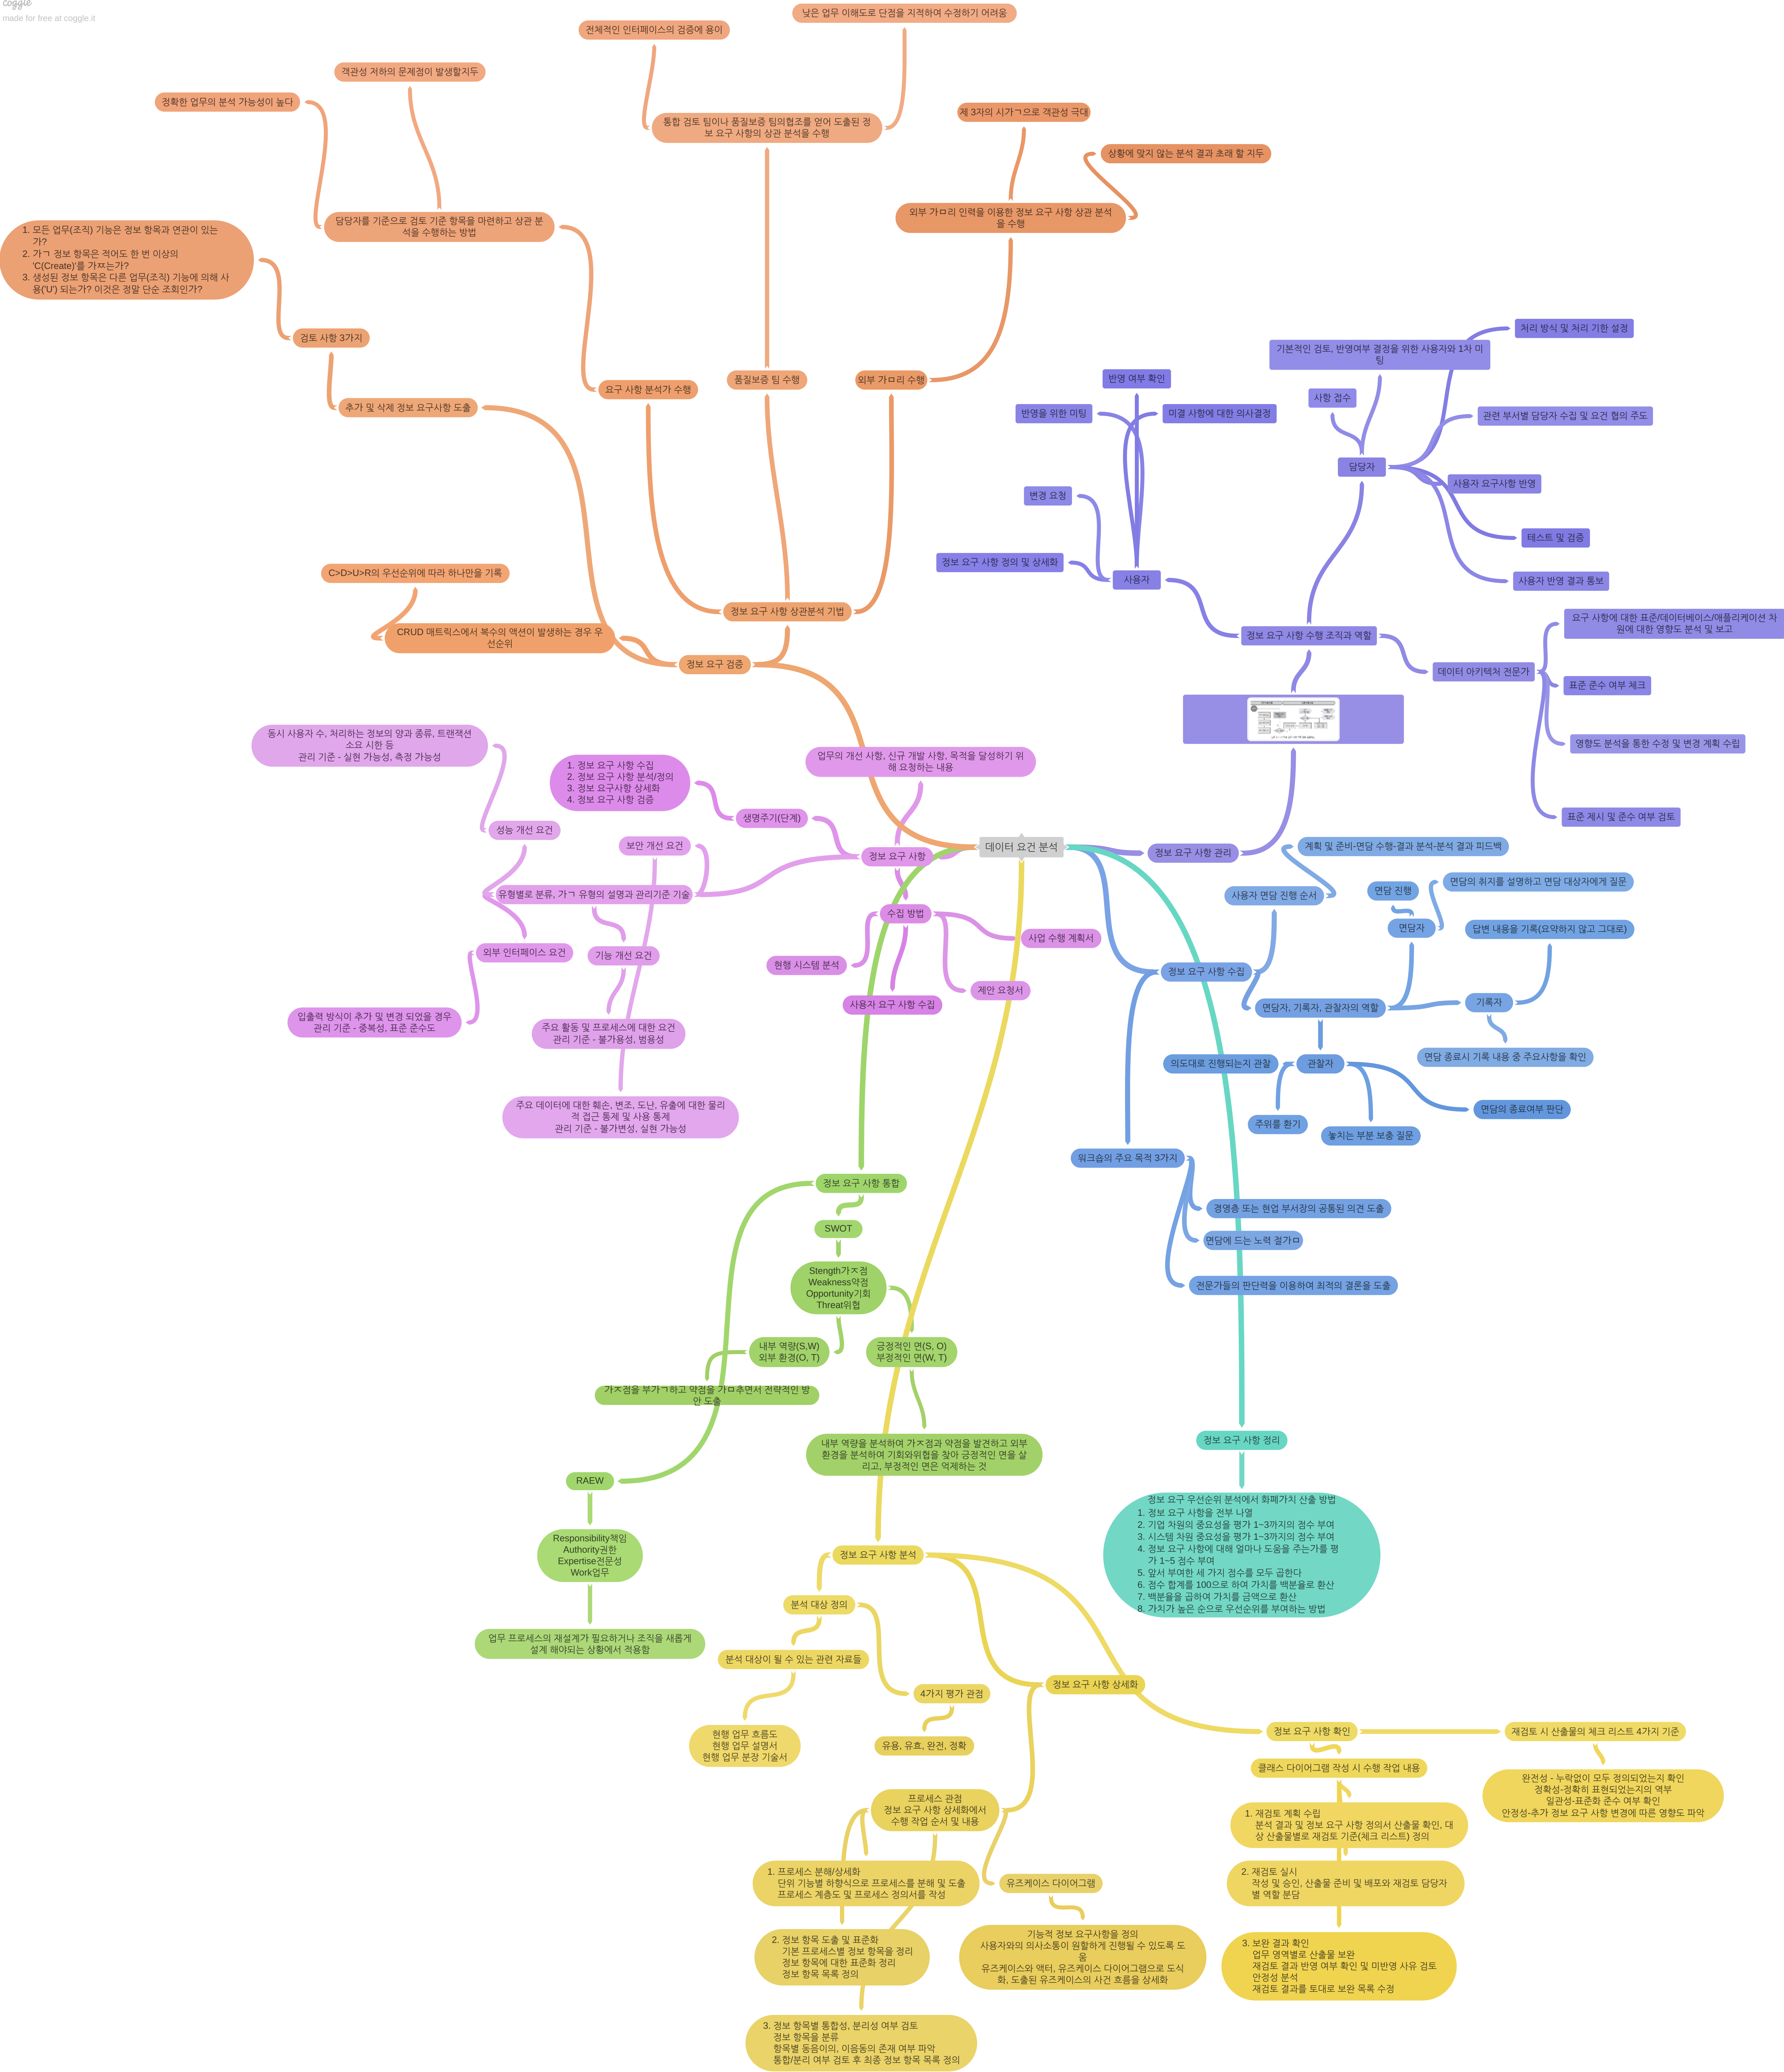 coggle
made for free at coggle.it
낮은 업무 이해도로 단점을 지적하여 수정하기 어려움
전체적인 인터페이스의 검증에 용이
객관성 저하의 문제점이 발생할지두
정확한 업무의 분석 가능성이 높다
통합 검토 팀이나 품질보증 팀의협조를 얻어 도출된 정
보 요구 사항의 상관 분석을 수행
제 3자의 시가ㄱ으로 객관성 극대
상황에 맞지 않는 분석 결과 초래 할 지두
담당자를 기준으로 검토 기준 항목을 마련하고 상관 분
석을 수행하는 방법
외부 가ㅁ리 인력을 이용한 정보 요구 사항 상관 분석
을 수행
1. 모든 업무(조직) 기능은 정보 항목과 연관이 있는
가?
2. 가ㄱ 정보 항목은 적어도 한 번 이상의
'C(Create)'를 가ㅉ는가?
3. 생성된 정보 항목은 다른 업무(조직) 기능에 의해 사
용('U') 되는가? 이것은 정말 단순 조회인가?
검토 사항 3가지
추가 및 삭제 정보 요구사항 도출
요구 사항 분석가 수행
품질보증 팀 수행
외부 가ㅁ리 수행
C>D>U>R의 우선순위에 따라 하나만을 기록
CRUD 매트릭스에서 복수의 액션이 발생하는 경우 우
선순위
정보 요구 사항 상관분석 기법
정보 요구 검증
처리 방식 및 처리 기한 설정
기본적인 검토, 반영여부 결정을 위한 사용자와 1차 미
팅
사항 접수
관련 부서별 담당자 수집 및 요건 협의 주도
담당자
사용자 요구사항 반영
테스트 및 검증
사용자 반영 결과 통보
반영 여부 확인
반영을 위한 미팅
미결 사항에 대한 의사결정
변경 요청
정보 요구 사항 정의 및 상세화
사용자
정보 요구 사항 수행 조직과 역할
데이터 아키텍처 전문가
요구 사항에 대한 표준/데이터베이스/애플리케이션 차
원에 대한 영향도 분석 및 보고
표준 준수 여부 체크
영향도 분석을 통한 수정 및 변경 계획 수립
표준 제시 및 준수 여부 검토
정보 요구 사항 관리
데이터 요건 분석
업무의 개선 사항, 신규 개발 사항, 목적을 달성하기 위
해 요청하는 내용
동시 사용자 수, 처리하는 정보의 양과 종류, 트랜잭션
소요 시한 등
관리 기준 - 실현 가능성, 측정 가능성
1. 정보 요구 사항 수집
2. 정보 요구 사항 분석/정의
3. 정보 요구사항 상세화
4. 정보 요구 사항 검증
생명주기(단계)
성능 개선 요건
보안 개선 요건
정보 요구 사항
유형별로 분류, 가ㄱ 유형의 설명과 관리기준 기술
수집 방법
외부 인터페이스 요건
기능 개선 요건
현행 시스템 분석
사업 수행 계획서
제안 요청서
사용자 요구 사항 수집
입출력 방식이 추가 및 변경 되었을 경우
관리 기준 - 중복성, 표준 준수도
주요 활동 및 프로세스에 대한 요건
관리 기준 - 불가용성, 범용성
주요 데이터에 대한 훼손, 변조, 도난, 유출에 대한 물리
적 접근 통제 및 사용 통제
관리 기준 - 불가변성, 실현 가능성
계획 및 준비-면담 수행-결과 분석-분석 결과 피드백
사용자 면담 진행 순서
면담 진행
면담의 취지를 설명하고 면담 대상자에게 질문
면담자
답변 내용을 기록(요약하지 않고 그대로)
정보 요구 사항 수집
면담자, 기록자, 관찰자의 역할
기록자
면담 종료시 기록 내용 중 주요사항을 확인
의도대로 진행되는지 관찰
관찰자
면담의 종료여부 판단
주위를 환기
놓치는 부분 보충 질문
워크숍의 주요 목적 3가지
경영층 또는 현업 부서장의 공통된 의견 도출
면담에 드는 노력 절가ㅁ
전문가들의 판단력을 이용하여 최적의 결론을 도출
정보 요구 사항 통합
SWOT
Stength가ㅈ점
Weakness약점
Opportunity기회
Threat위협
내부 역량(S,W)
외부 환경(O, T)
긍정적인 면(S, O)
부정적인 면(W, T)
가ㅈ점을 부가ㄱ하고 약점을 가ㅁ추면서 전략적인 방
안 도출
내부 역량을 분석하여 가ㅈ점과 약점을 발견하고 외부
환경을 분석하여 기회와위협을 찾아 긍정적인 면을 살
리고, 부정적인 면은 억제하는 것
RAEW
Responsibility책임
Authority권한
Expertise전문성
Work업무
업무 프로세스의 재설계가 필요하거나 조직을 새롭게
설계 해야되는 상황에서 적용함
정보 요구 사항 정리
정보 요구 우선순위 분석에서 화폐가치 산출 방법
1. 정보 요구 사항을 전부 나열
2. 기업 차원의 중요성을 평가 1~3까지의 점수 부여
3. 시스템 차원 중요성을 평가 1~3까지의 점수 부여
4. 정보 요구 사항에 대해 얼마나 도움을 주는가를 평
가 1~5 점수 부여
5. 앞서 부여한 세 가지 점수를 모두 곱한다
6. 점수 합계를 100으로 하여 가치를 백분율로 환산
7. 백분율을 곱하여 가치를 금액으로 환산
8. 가치가 높은 순으로 우선순위를 부여하는 방법
정보 요구 사항 분석
분석 대상 정의
분석 대상이 될 수 있는 관련 자료들
4가지 평가 관점
현행 업무 흐름도
현행 업무 설명서
현행 업무 분장 기술서
유용, 유효, 완전, 정확
정보 요구 사항 상세화
정보 요구 사항 확인
재검토 시 산출물의 체크 리스트 4가지 기준
클래스 다이어그램 작성 시 수행 작업 내용
완전성 - 누락없이 모두 정의되었는지 확인
정확성-정확히 표현되었는지의 역부
일관성-표준화 준수 여부 확인
안정성-추가 정보 요구 사항 변경에 따른 영향도 파악
프로세스 관점
정보 요구 사항 상세화에서
수행 작업 순서 및 내용
1. 재검토 계획 수립
분석 결과 및 정보 요구 사항 정의서 산출물 확인, 대
상 산출물별로 재검토 기준(체크 리스트) 정의
1. 프로세스 분해/상세화
단위 기능별 하향식으로 프로세스를 분해 및 도출
프로세스 계층도 및 프로세스 정의서를 작성
유즈케이스 다이어그램
2. 재검토 실시
작성 및 승인, 산출물 준비 및 배포와 재검토 담당자
별 역할 분담
2. 정보 항목 도출 및 표준화
기본 프로세스별 정보 항목을 정리
정보 항목에 대한 표준화 정리
정보 항목 목록 정의
기능적 정보 요구사항을 정의
사용자와의 의사소통이 원할하게 진행될 수 있도록 도
움
유즈케이스와 액터, 유즈케이스 다이어그램으로 도식
화, 도출된 유즈케이스의 사건 흐름을 상세화
3. 보완 결과 확인
업무 영역별로 산출물 보완
재검토 결과 반영 여부 확인 및 미반영 사유 검토
안정성 분석
재검토 결과를 토대로 보완 목록 수정
3. 정보 항목별 통합성, 분리성 여부 검토
정보 항목을 분류
항목별 동음이의, 이음동의 존재 여부 파악
통합/분리 여부 검토 후 최종 정보 항목 목록 정의